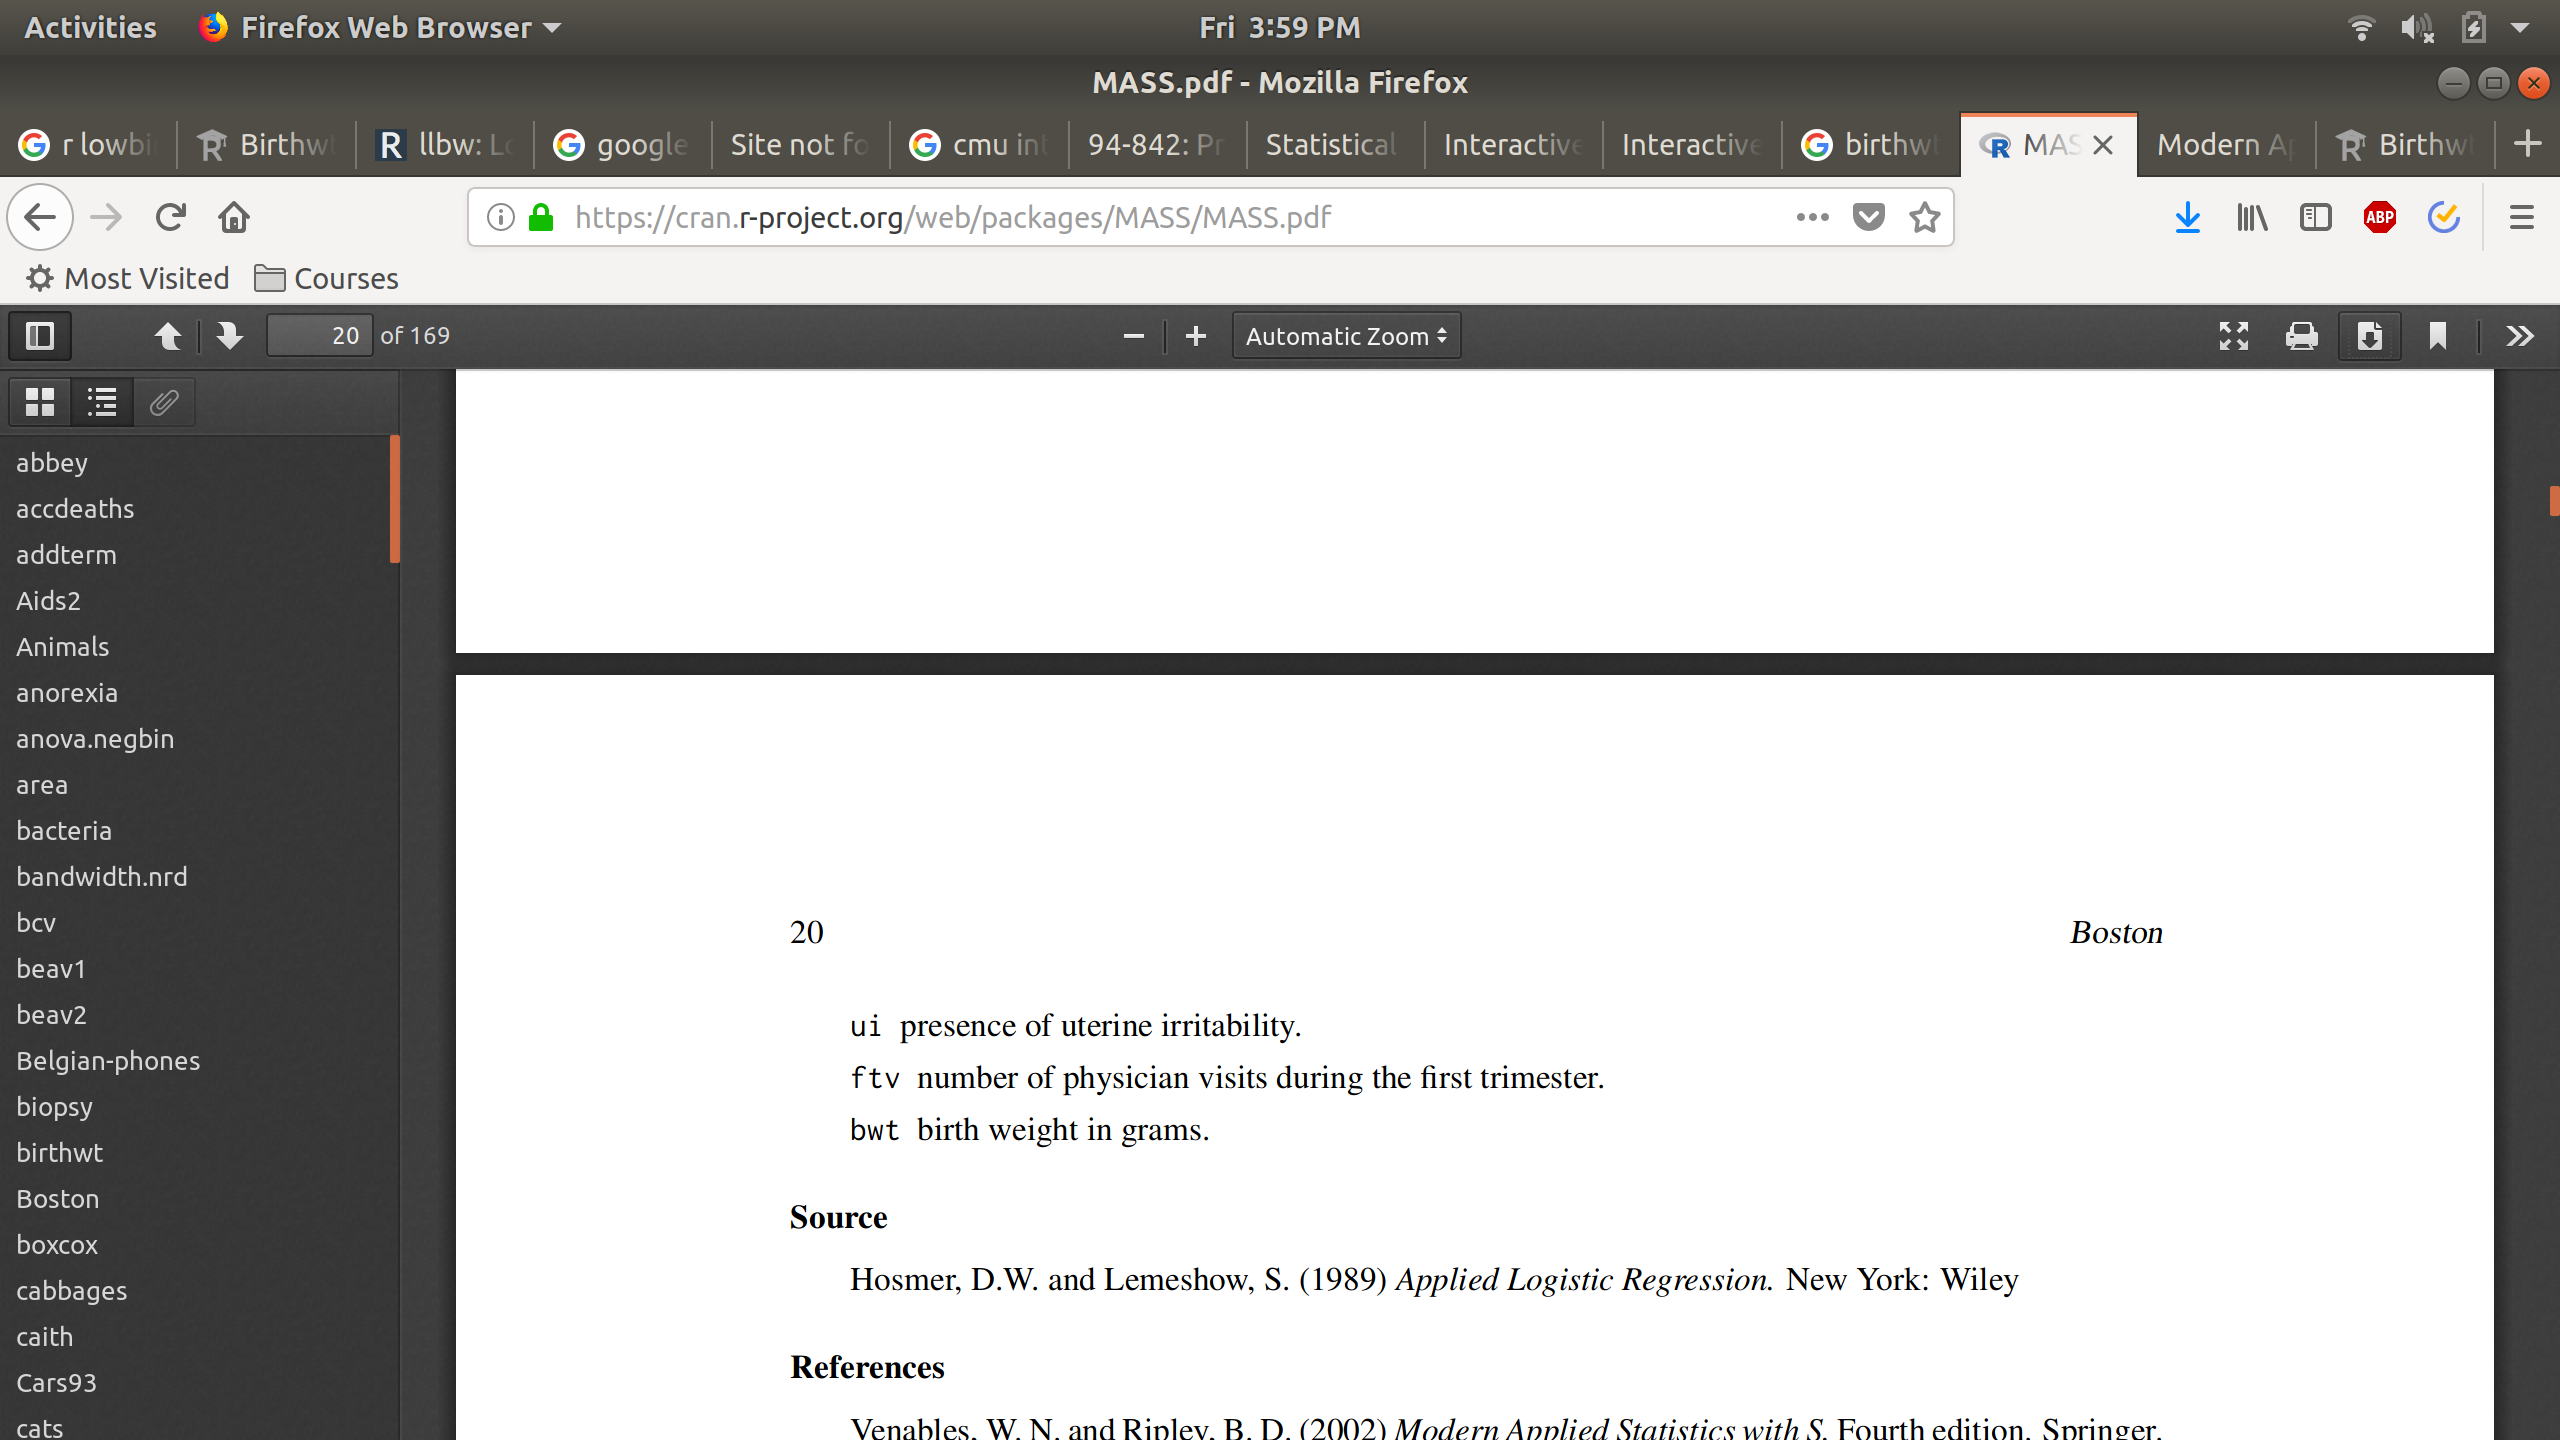 Activities Firefox Web Browser Fri 3:59 PM
MASS.pdf - Mozilla Firefox
r lowbi Birthwt llbw: Lo google Site not fo cmu int 94-842: Pr Statistical Interactive Interactive birthwt MAS Modern Ap Birthwt
https://cran.r-project.org/web/packages/MASS/MASS.pdf ABP
Most Visited Courses
20 of 169 Automatic Zoom
abbey
accdeaths
addterm
Aids2
Animals
anorexia
anova.negbin
area
bacteria
bandwidth.nrd
bcv
beav1
beav2
Belgian-phones
biopsy
birthwt
Boston
boxcox
cabbages
caith
Cars93
cats
20 Boston
ui presence of uterine irritability.
ftv number of physician visits during the first trimester.
bwt birth weight in grams.
Source
Hosmer, D.W. and Lemeshow, S. (1989) Applied Logistic Regression. New York: Wiley
References
Venables, W. N. and Ripley, B. D. (2002) Modern Applied Statistics with S. Fourth edition. Springer.